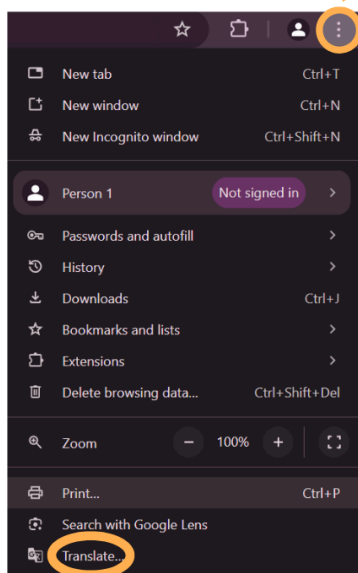 New tab Ctrl+T
New window Ctrl+N
New Incognito window Ctrl+Shift+N
Person 1 Not signed in
Passwords and autofill
History
Downloads Ctrl+J
Bookmarks and lists
Extensions
Delete browsing data... Ctrl+Shift+Del
Zoom − 100% +
Print... Ctrl+P
Search with Google Lens
Translate...